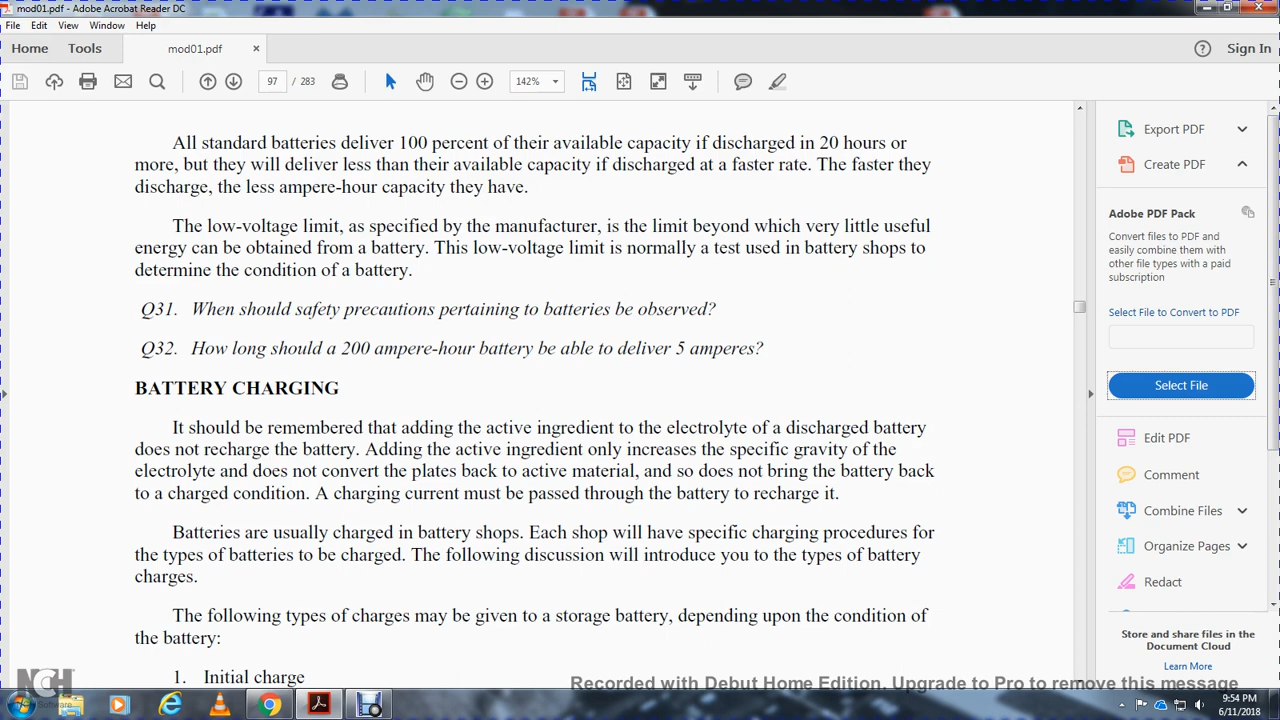 mod01.pdf - Adobe Acrobat Reader DC
File Edit View Window Help
Home Tools mod01.pdf × Sign In
97 / 283 142%
All standard batteries deliver 100 percent of their available capacity if discharged in 20 hours or
more, but they will deliver less than their available capacity if discharged at a faster rate. The faster they
discharge, the less ampere-hour capacity they have.
The low-voltage limit, as specified by the manufacturer, is the limit beyond which very little useful
energy can be obtained from a battery. This low-voltage limit is normally a test used in battery shops to
determine the condition of a battery.
Q31. When should safety precautions pertaining to batteries be observed?
Q32. How long should a 200 ampere-hour battery be able to deliver 5 amperes?
BATTERY CHARGING
It should be remembered that adding the active ingredient to the electrolyte of a discharged battery
does not recharge the battery. Adding the active ingredient only increases the specific gravity of the
electrolyte and does not convert the plates back to active material, and so does not bring the battery back
to a charged condition. A charging current must be passed through the battery to recharge it.
Batteries are usually charged in battery shops. Each shop will have specific charging procedures for
the types of batteries to be charged. The following discussion will introduce you to the types of battery
charges.
The following types of charges may be given to a storage battery, depending upon the condition of
the battery:
1. Initial charge
Export PDF
Create PDF
Adobe PDF Pack
Convert files to PDF and
easily combine them with
other file types with a paid
subscription
Select File to Convert to PDF
Select File
Edit PDF
Comment
Combine Files
Organize Pages
Redact
Store and share files in the
Document Cloud
Learn More
NCH
Software
Recorded with Debut Home Edition. Upgrade to Pro to remove this message
9:54 PM
6/11/2018